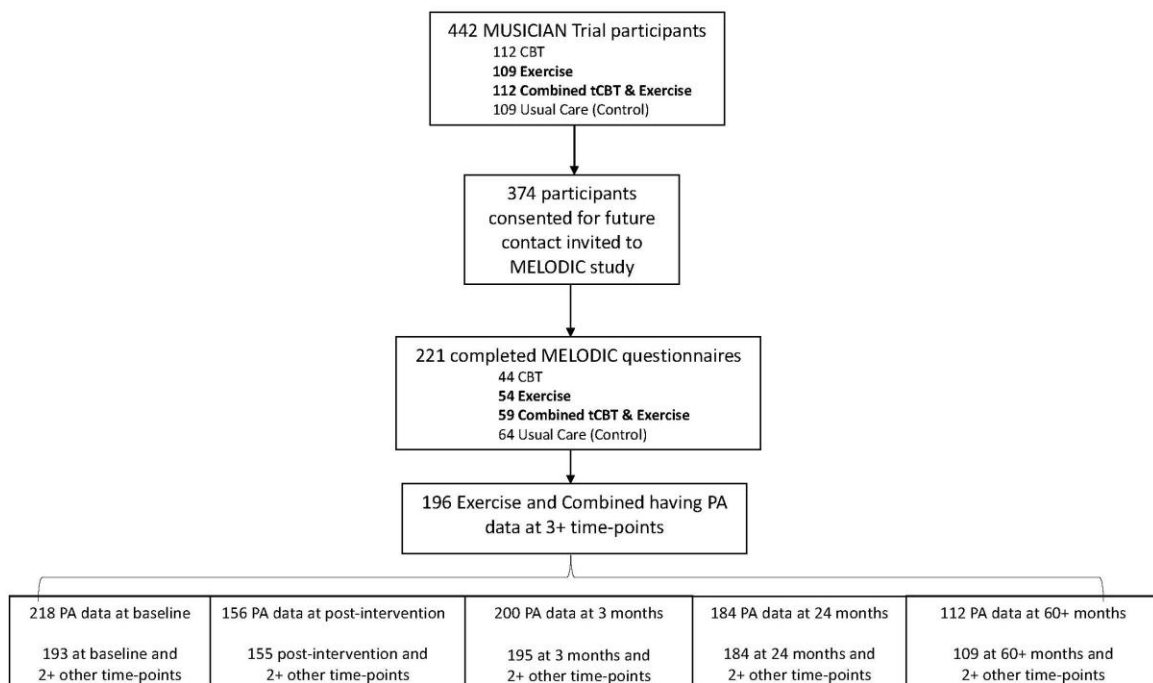 442 MUSICIAN Trial participants
112 CBT
109 Exercise
112 Combined tCBT & Exercise
109 Usual Care (Control)
374 participants
consented for future
contact invited to
MELODIC study
221 completed MELODIC questionnaires
44 CBT
54 Exercise
59 Combined tCBT & Exercise
64 Usual Care (Control)
196 Exercise and Combined having PA
data at 3+ time-points
218 PA data at baseline
193 at baseline and
2+ other time-points
156 PA data at post-intervention
155 post-intervention and
2+ other time-points
200 PA data at 3 months
195 at 3 months and
2+ other time-points
184 PA data at 24 months
184 at 24 months and
2+ other time-points
112 PA data at 60+ months
109 at 60+ months and
2+ other time-points